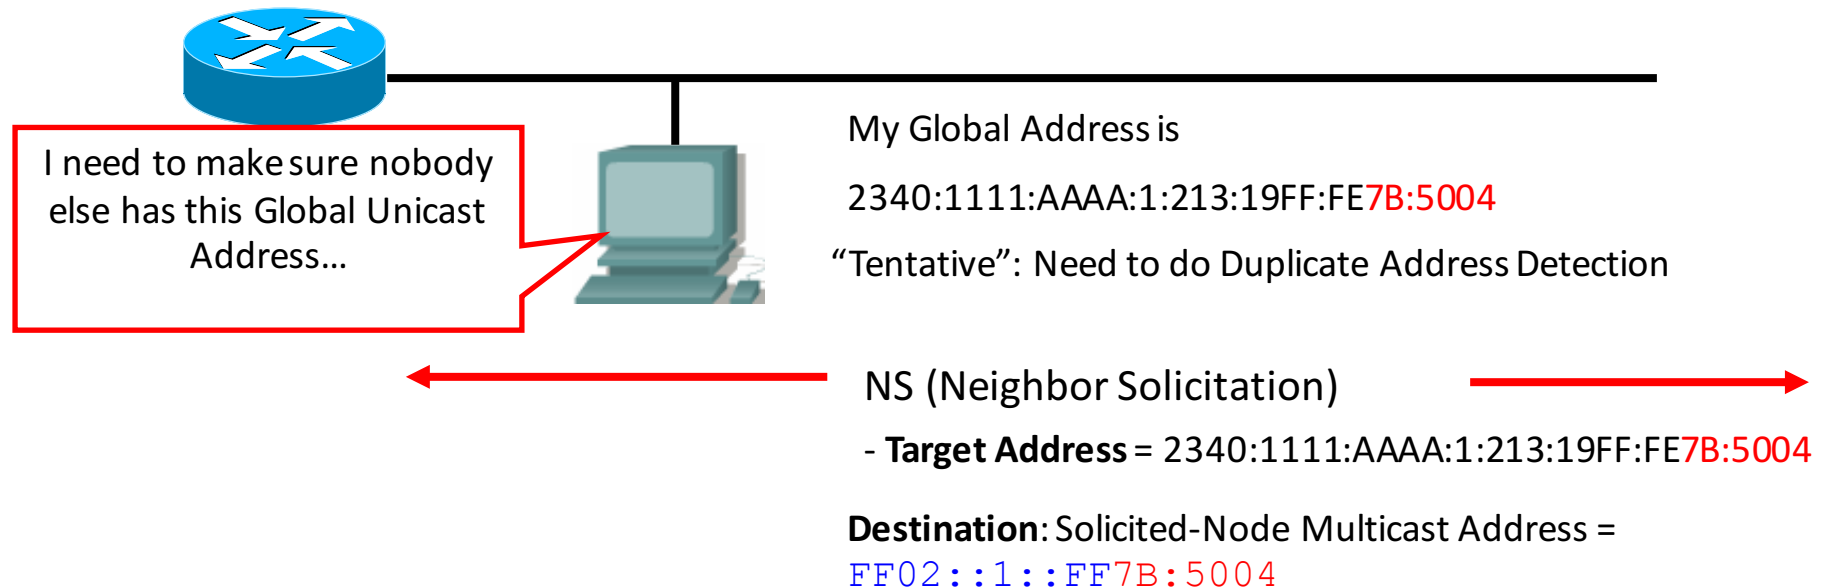 I need to make sure nobody
else has this Global Unicast
Address...
My Global Address is
2340:1111:AAAA:1:213:19FF:FE7B:5004
“Tentative”: Need to do Duplicate Address Detection
NS (Neighbor Solicitation)
- Target Address = 2340:1111:AAAA:1:213:19FF:FE7B:5004
Destination: Solicited-Node Multicast Address =
FF02::1::FF7B:5004